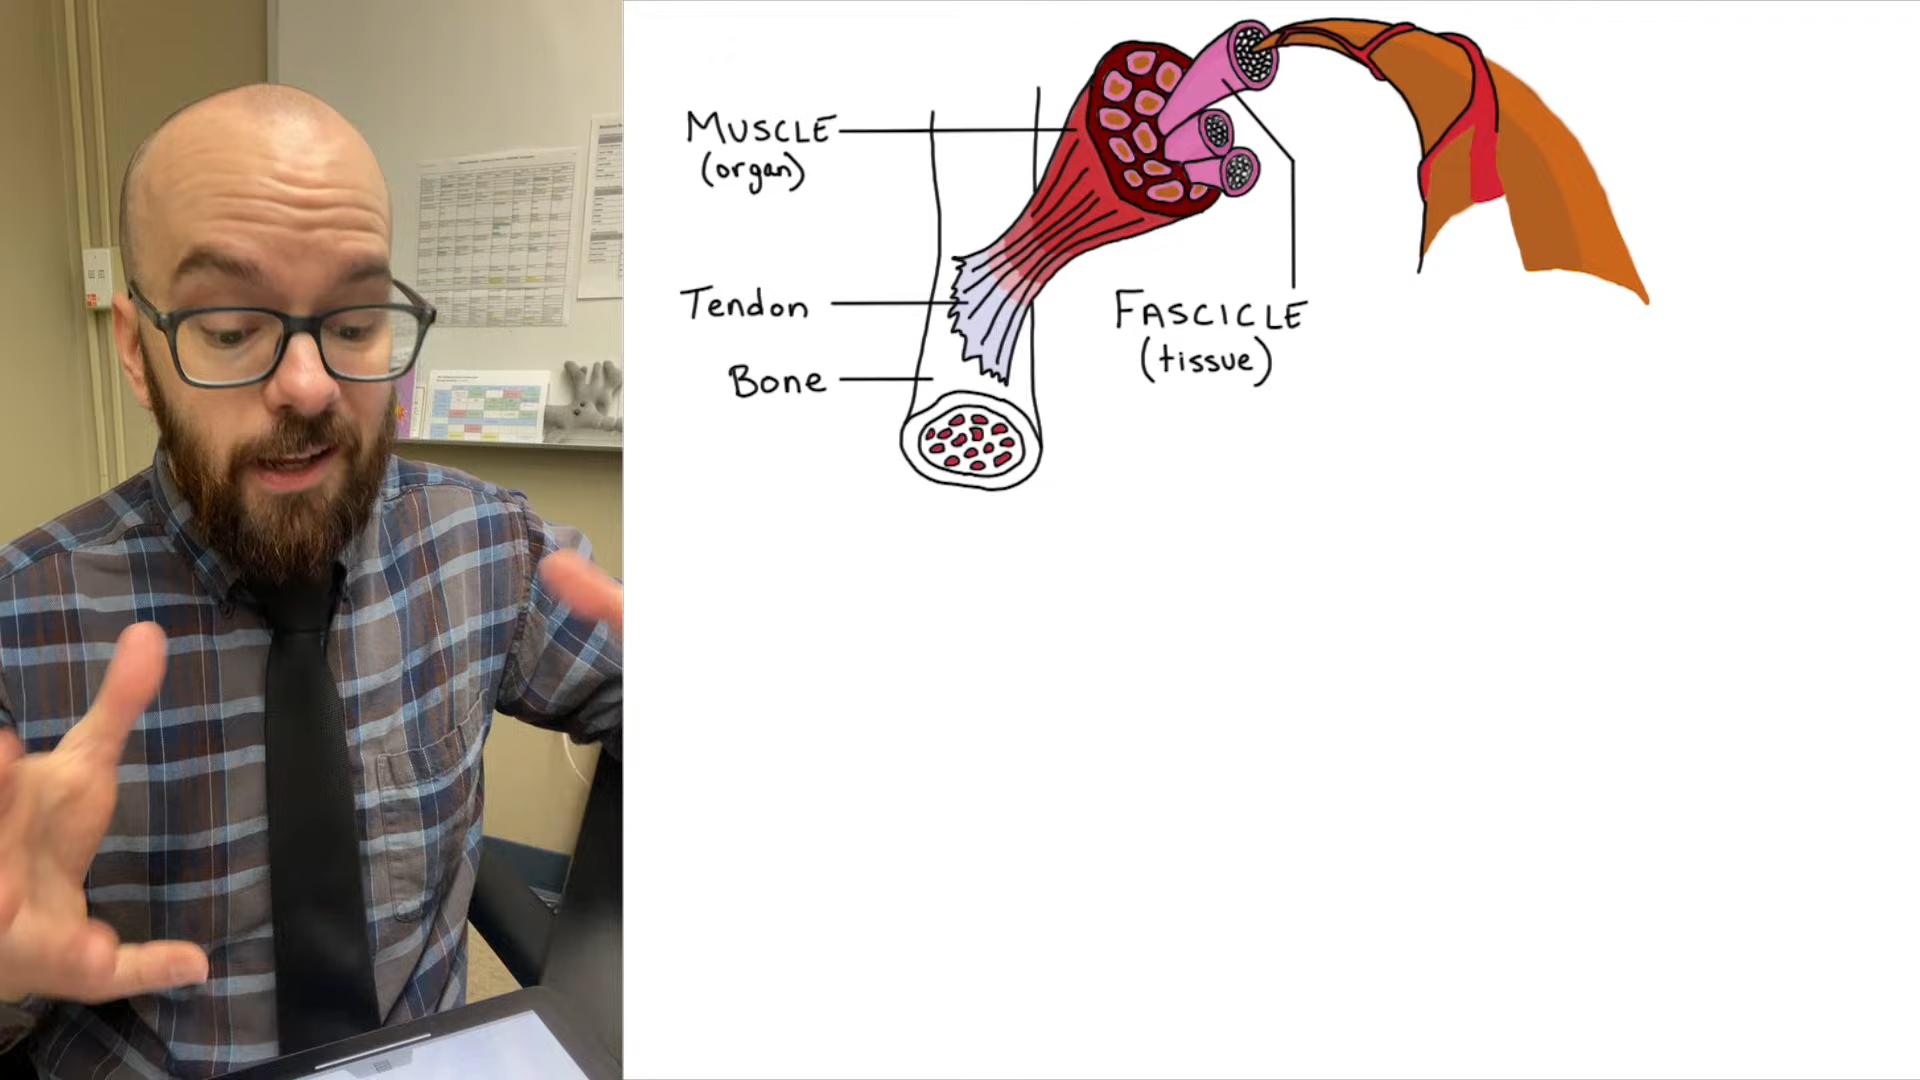 MUSCLE
(organ)
Tendon
Bone
FASCICLE
(tissue)